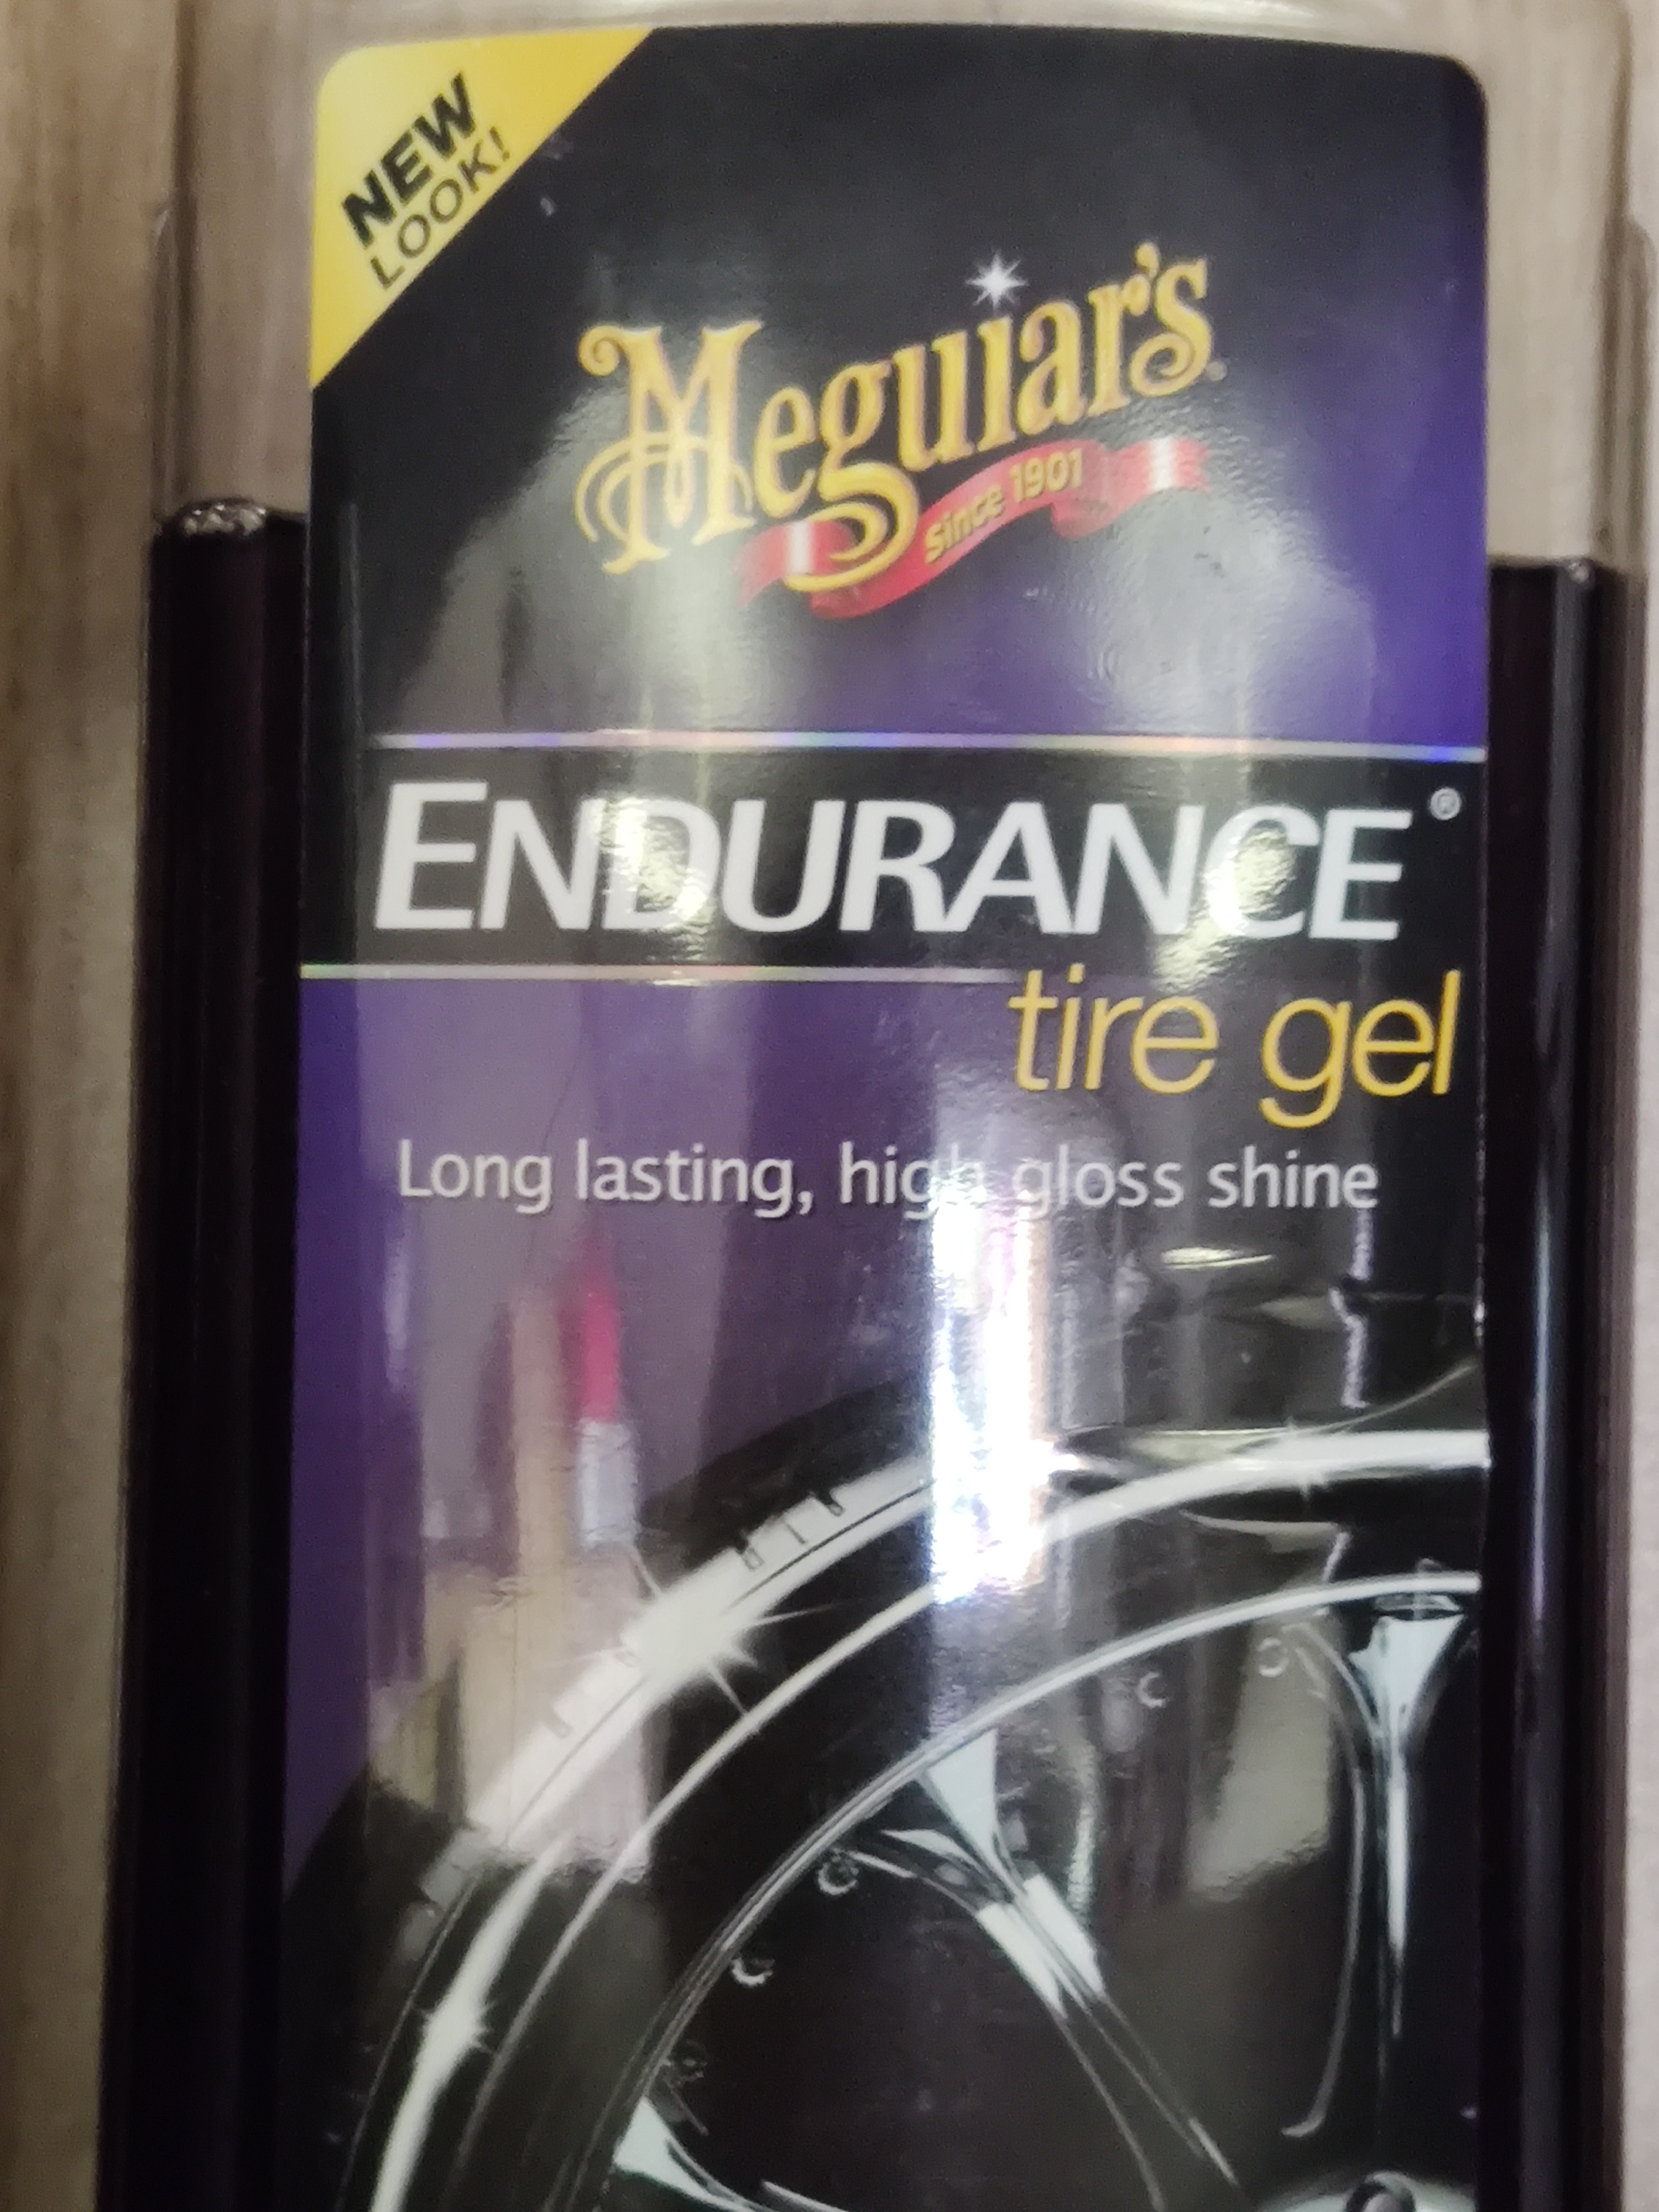 NEW
LOOK!
Meguiar's
Since 1901
ENDURANCE®
tire gel
Long lasting, high gloss shine